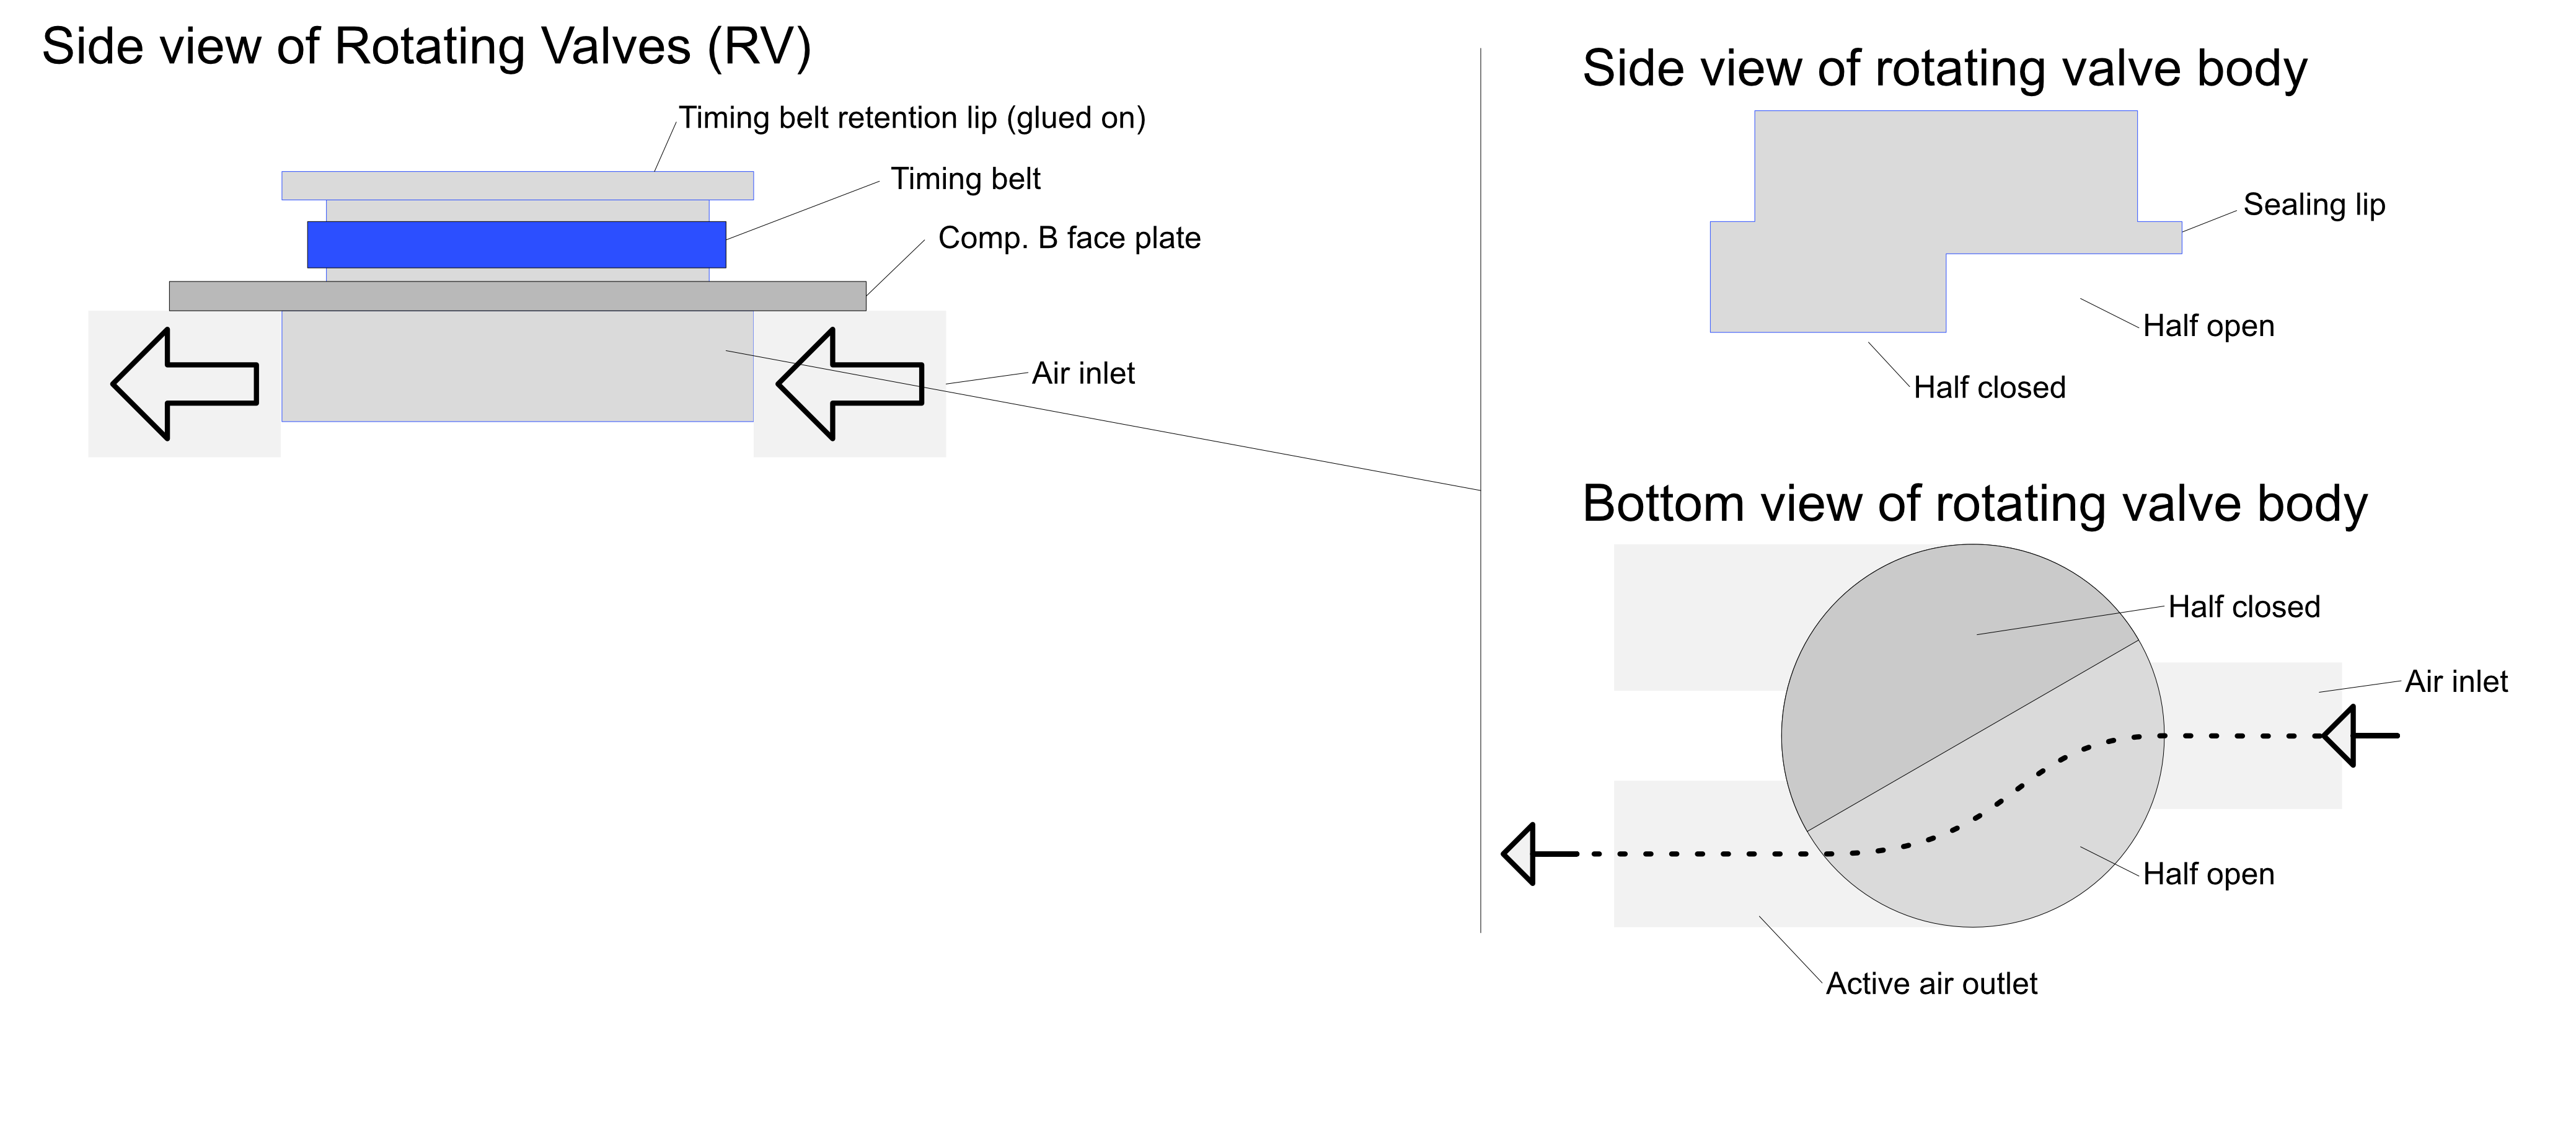 Side view of Rotating Valves (RV)
Timing belt retention lip (glued on)
Timing belt
Comp. B face plate
Air inlet
Side view of rotating valve body
Sealing lip
Half open
Half closed
Bottom view of rotating valve body
Half closed
Air inlet
Half open
Active air outlet